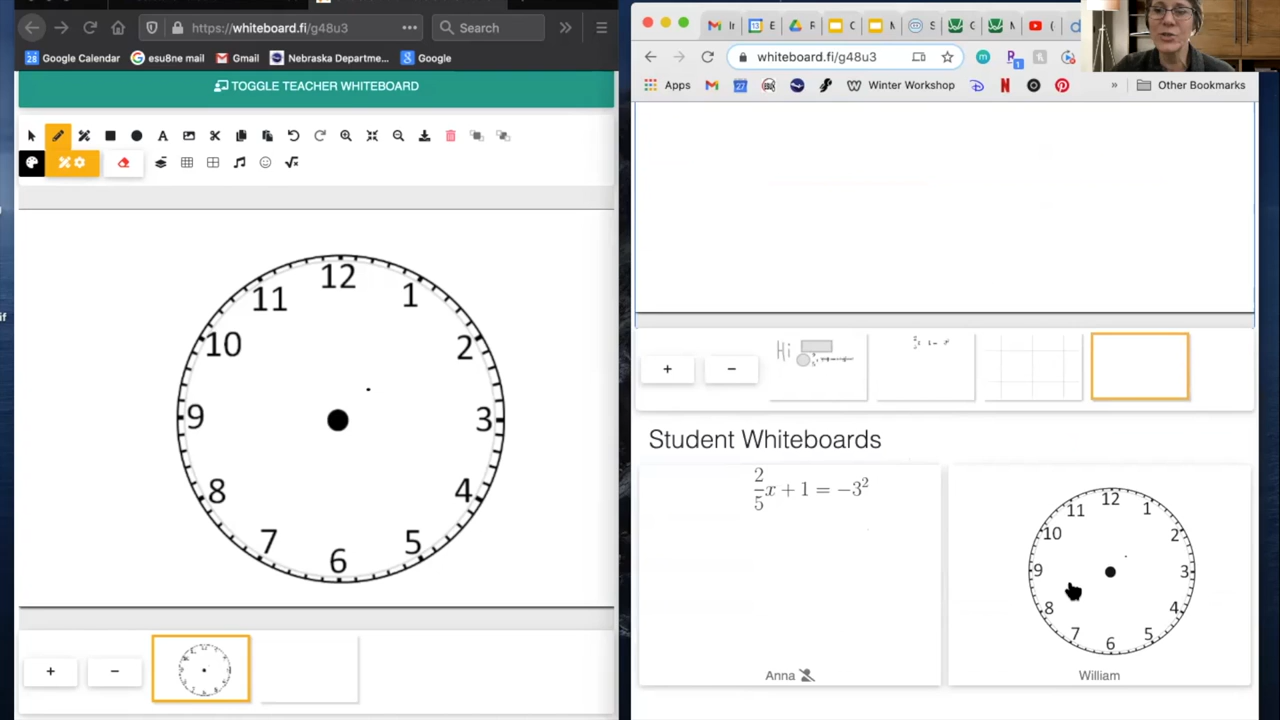 https://whiteboard.fi/g48u3
Search
Google Calendar
esu8ne mail
Gmail
Nebraska Departme...
Google
TOGGLE TEACHER WHITEBOARD
A
12
1
2
3
4
5
6
7
8
9
10
11
+
−
whiteboard.fi/g48u3
Apps
Winter Workshop
Other Bookmarks
+
−
Hi
Student Whiteboards
2/5x + 1 = −3²
Anna
12
1
2
3
4
5
6
7
8
9
10
11
William